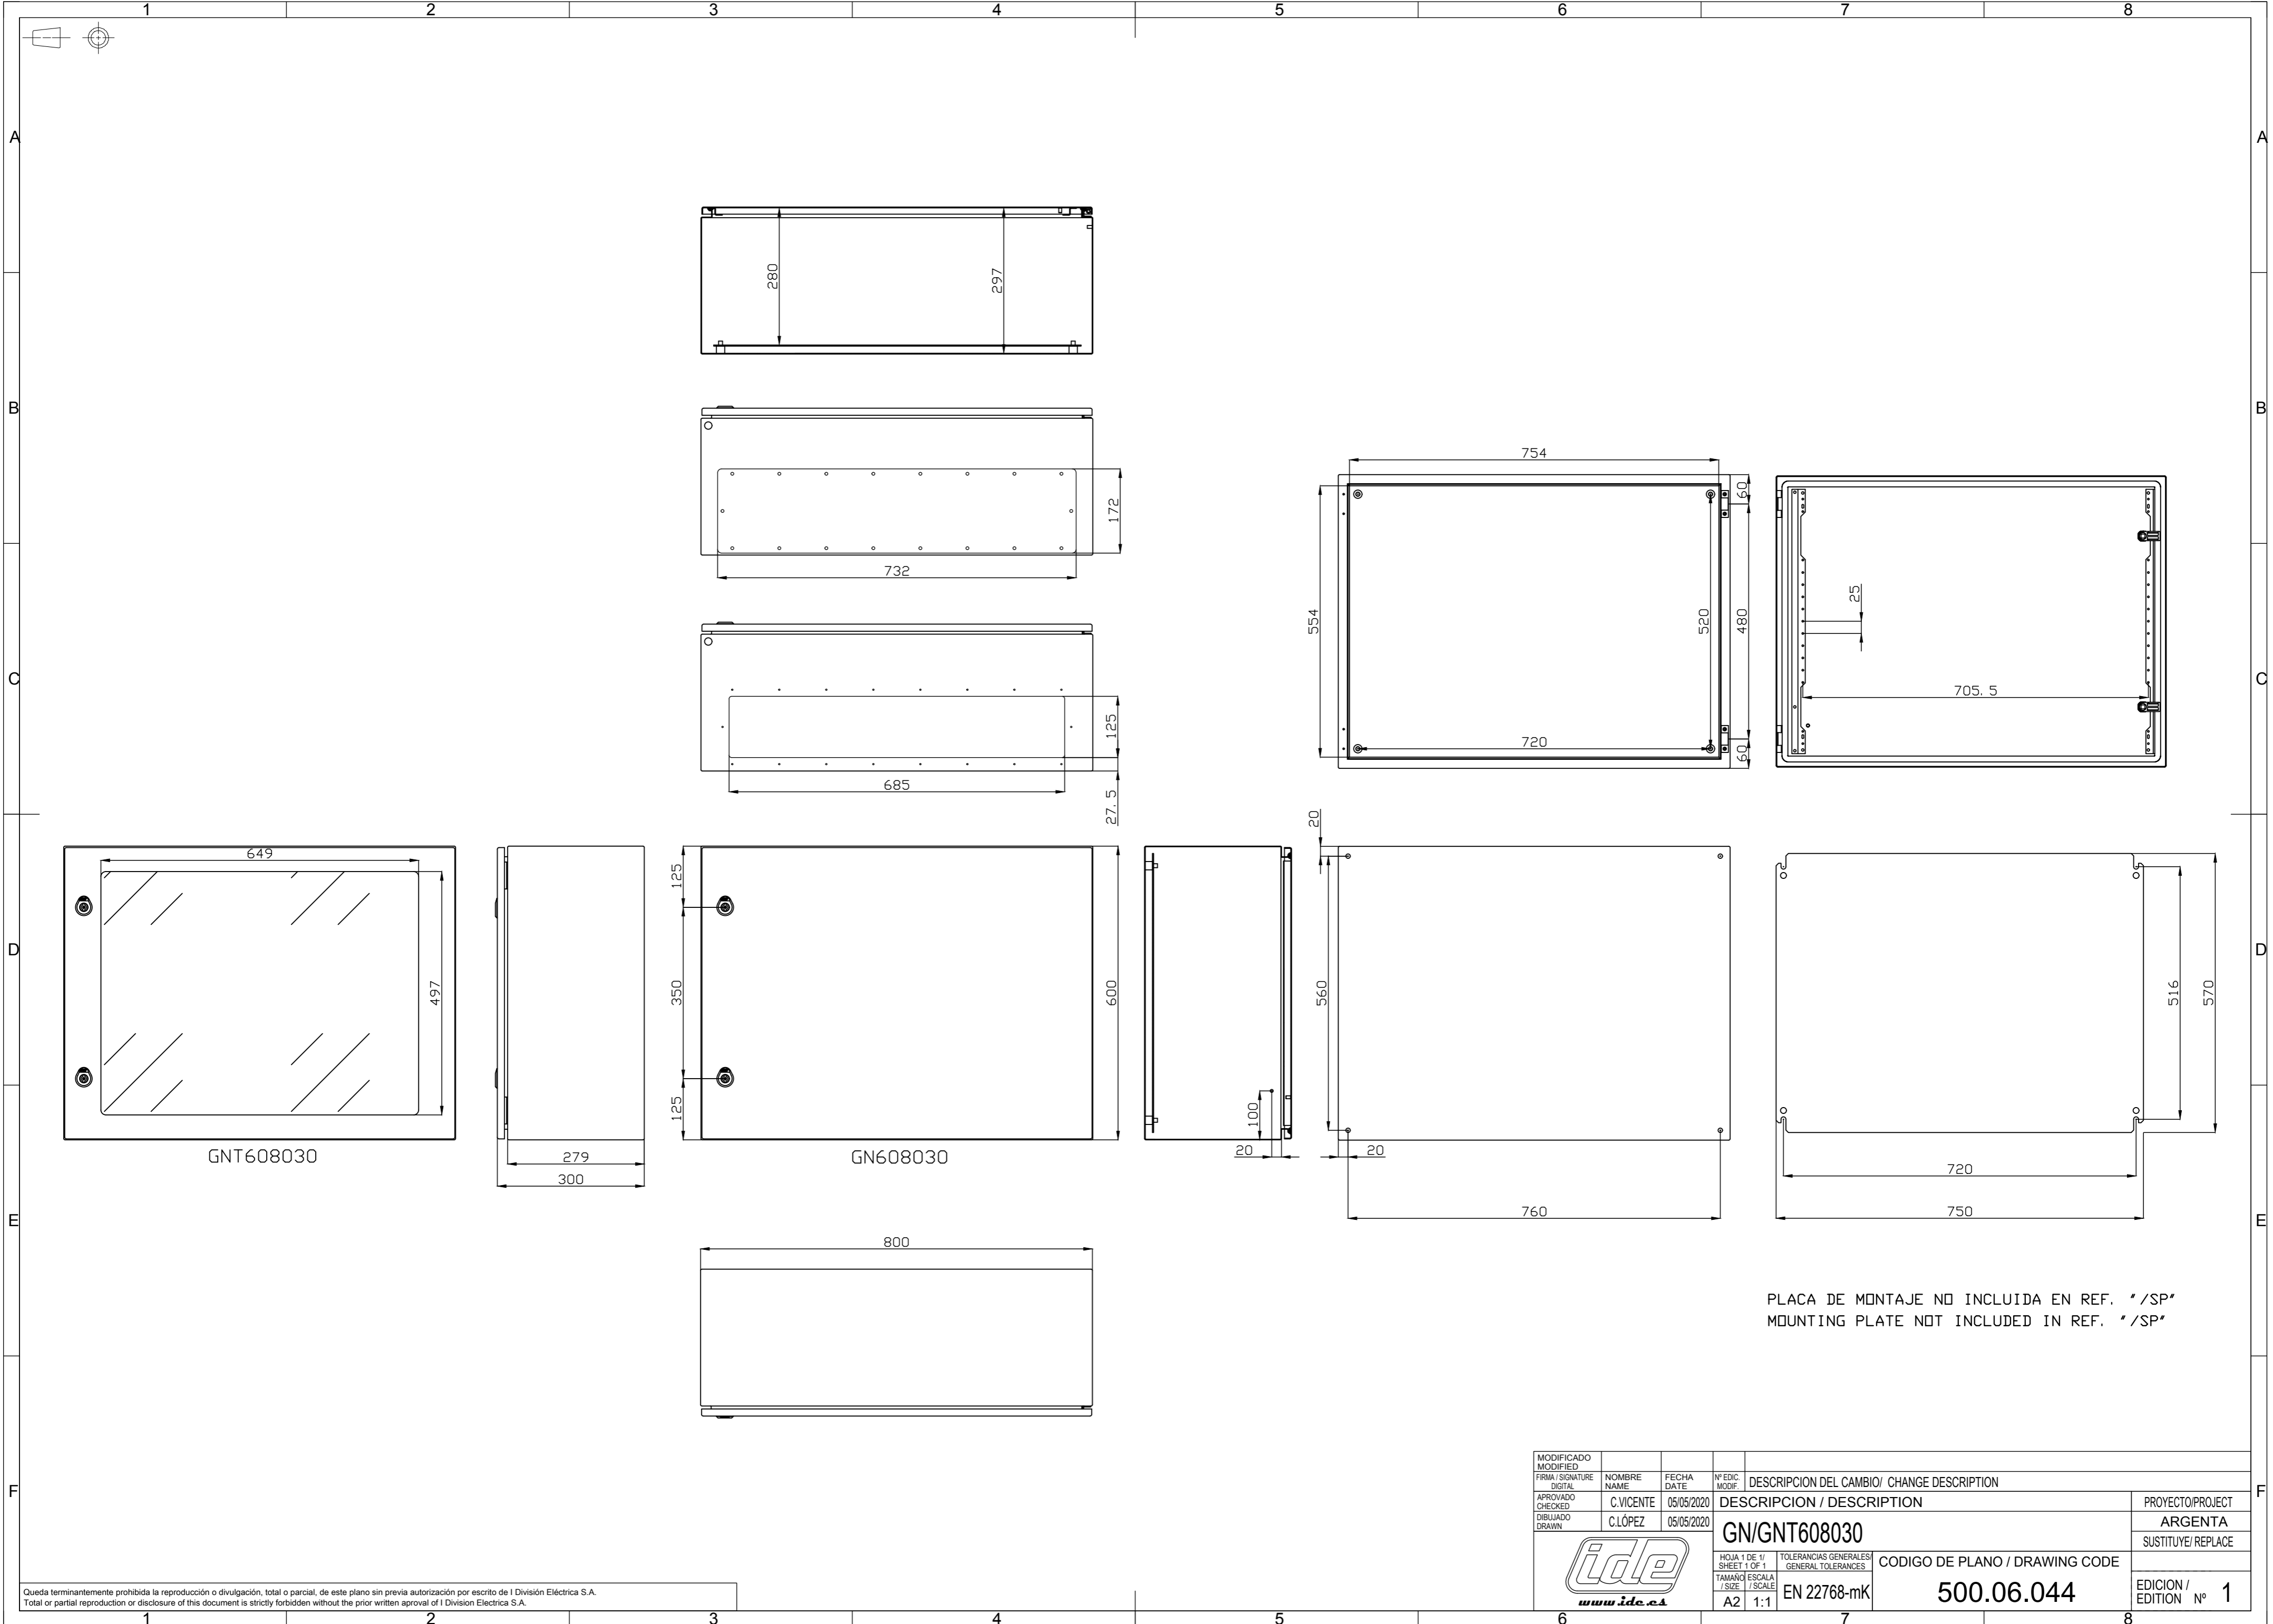 1 2 3 4 5 6 7 8
A A
280
297
B B
172
732
754
60
554
520
480
720
60
25
705.5
C C
125
685
27.5
649
497
GNT608030
279
300
125
350
125
600
GN608030
100
20
20
560
20
760
516
570
720
750
D D
E E
800
PLACA DE MONTAJE NO INCLUIDA EN REF. "/SP"
MOUNTING PLATE NOT INCLUDED IN REF. "/SP"
F F
MODIFICADO
MODIFIED
FIRMA / SIGNATURE
DIGITAL
NOMBRE
NAME
FECHA
DATE
Nº EDIC.
MODIF.
DESCRIPCION DEL CAMBIO/ CHANGE DESCRIPTION
APROVADO
CHECKED
C.VICENTE
05/05/2020
DESCRIPCION / DESCRIPTION
PROYECTO/PROJECT
DIBUJADO
DRAWN
C.LÓPEZ
05/05/2020
GN/GNT608030
ARGENTA
SUSTITUYE/ REPLACE
ide
www.ide.es
HOJA 1 DE 1/
SHEET 1 OF 1
TOLERANCIAS GENERALES/
GENERAL TOLERANCES
CODIGO DE PLANO / DRAWING CODE
TAMAÑO
/ SIZE
ESCALA
/ SCALE
A2
1:1
EN 22768-mK
500.06.044
EDICION /
EDITION Nº 1
Queda terminantemente prohibida la reproducción o divulgación, total o parcial, de este plano sin previa autorización por escrito de I División Eléctrica S.A.
Total or partial reproduction or disclosure of this document is strictly forbidden without the prior written aproval of I Division Electrica S.A.
1 2 3 4 5 6 7 8